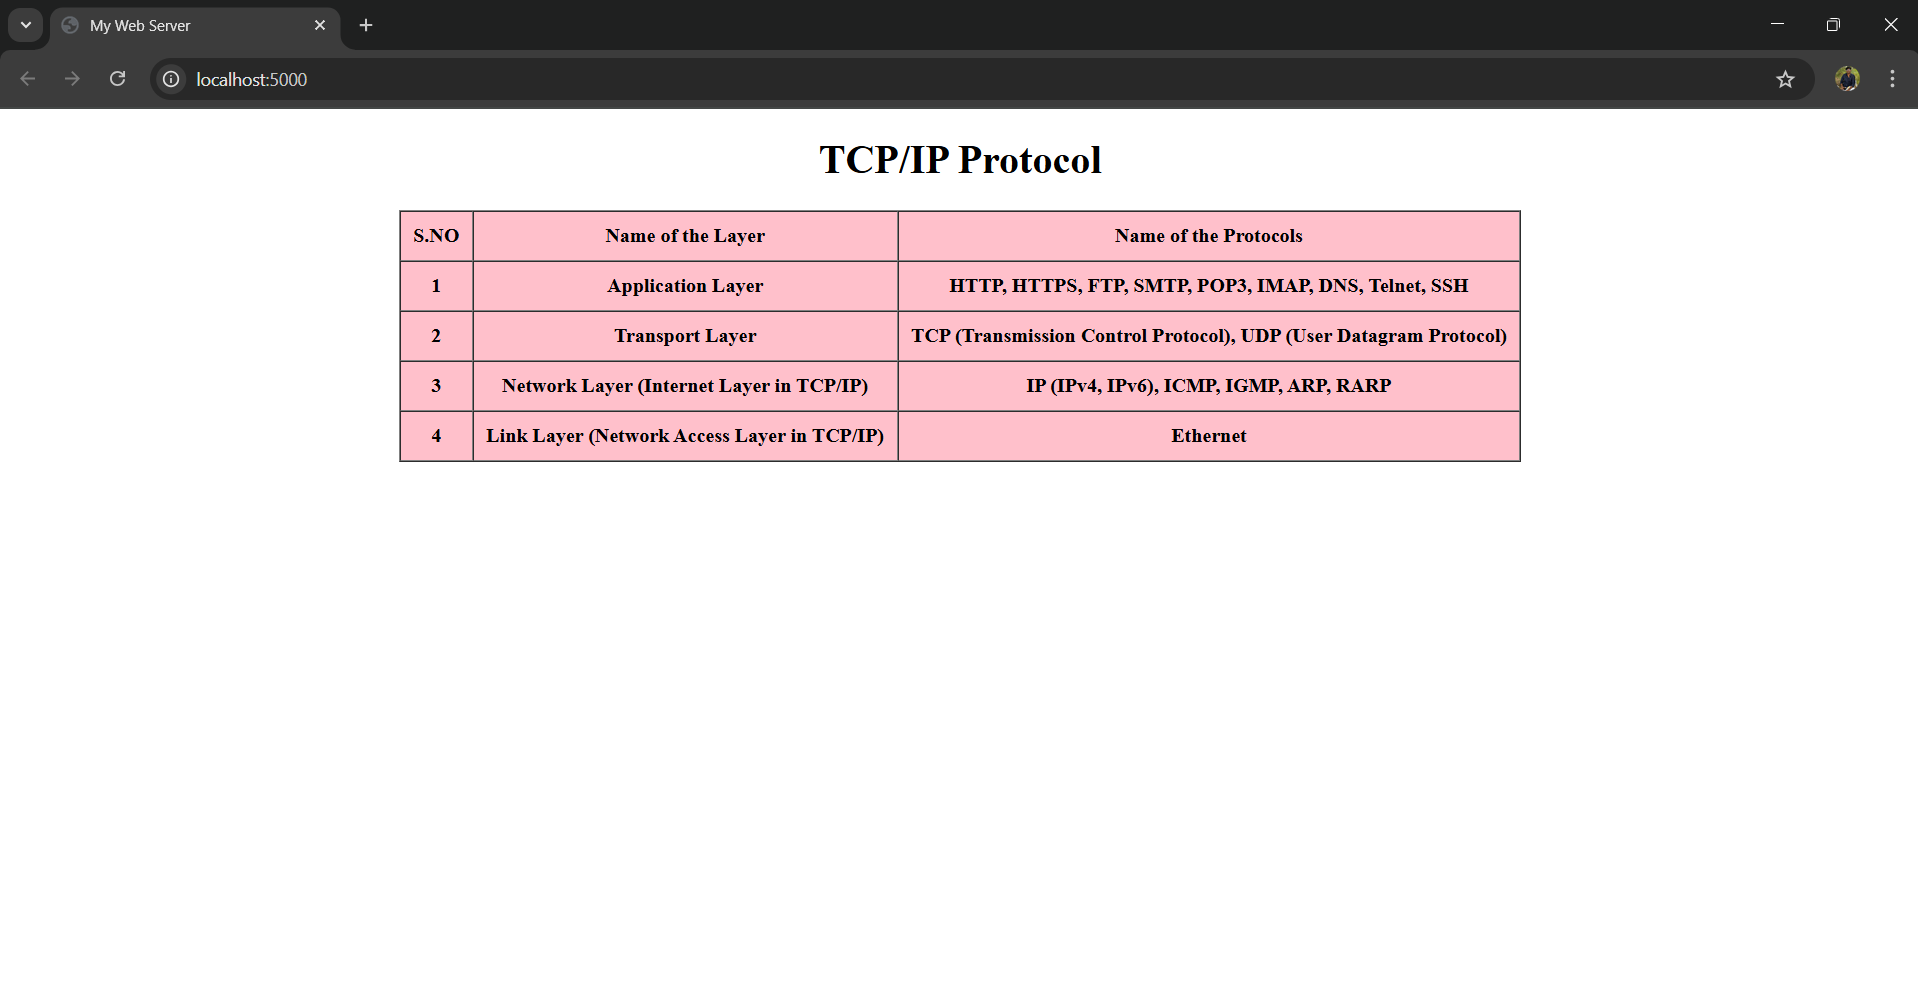 My Web Server
localhost:5000
TCP/IP Protocol
S.NO Name of the Layer Name of the Protocols
1 Application Layer HTTP, HTTPS, FTP, SMTP, POP3, IMAP, DNS, Telnet, SSH
2 Transport Layer TCP (Transmission Control Protocol), UDP (User Datagram Protocol)
3 Network Layer (Internet Layer in TCP/IP) IP (IPv4, IPv6), ICMP, IGMP, ARP, RARP
4 Link Layer (Network Access Layer in TCP/IP) Ethernet